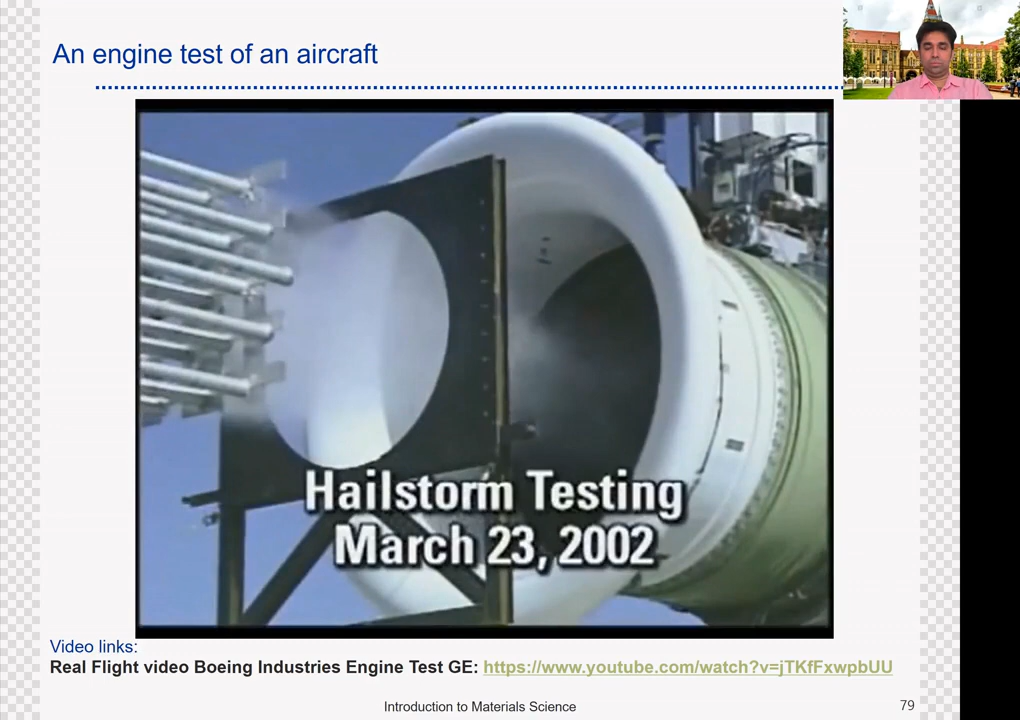 An engine test of an aircraft
Hailstorm Testing
March 23, 2002
Video links:
Real Flight video Boeing Industries Engine Test GE: https://www.youtube.com/watch?v=jTKfFxwpbUU
Introduction to Materials Science
79